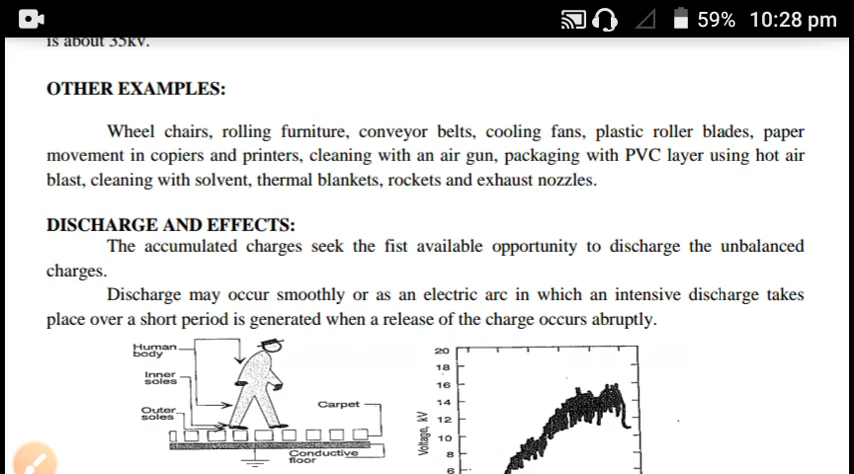 59% 10:28 pm
is about 35kv.
OTHER EXAMPLES:
Wheel chairs, rolling furniture, conveyor belts, cooling fans, plastic roller blades, paper
movement in copiers and printers, cleaning with an air gun, packaging with PVC layer using hot air
blast, cleaning with solvent, thermal blankets, rockets and exhaust nozzles.
DISCHARGE AND EFFECTS:
The accumulated charges seek the fist available opportunity to discharge the unbalanced
charges.
Discharge may occur smoothly or as an electric arc in which an intensive discharge takes
place over a short period is generated when a release of the charge occurs abruptly.
Human
body
Inner
soles
Outer
soles
Carpet
Conductive
floor
Voltage, kV
20
18
16
14
12
10
8
6